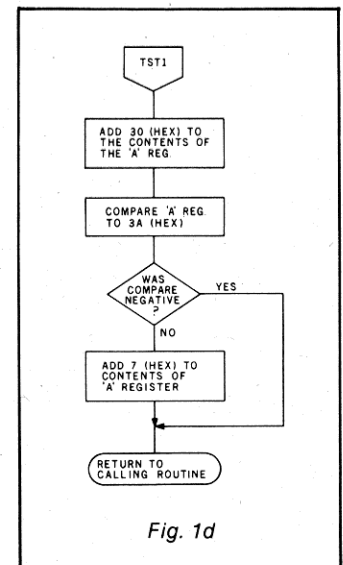 TST1
ADD 30 (HEX) TO
THE CONTENTS OF
THE 'A' REG.
COMPARE 'A' REG.
TO 3A (HEX)
WAS
COMPARE
NEGATIVE
?
YES
NO
ADD 7 (HEX) TO
CONTENTS OF
'A' REGISTER
RETURN TO
CALLING ROUTINE
Fig. 1d